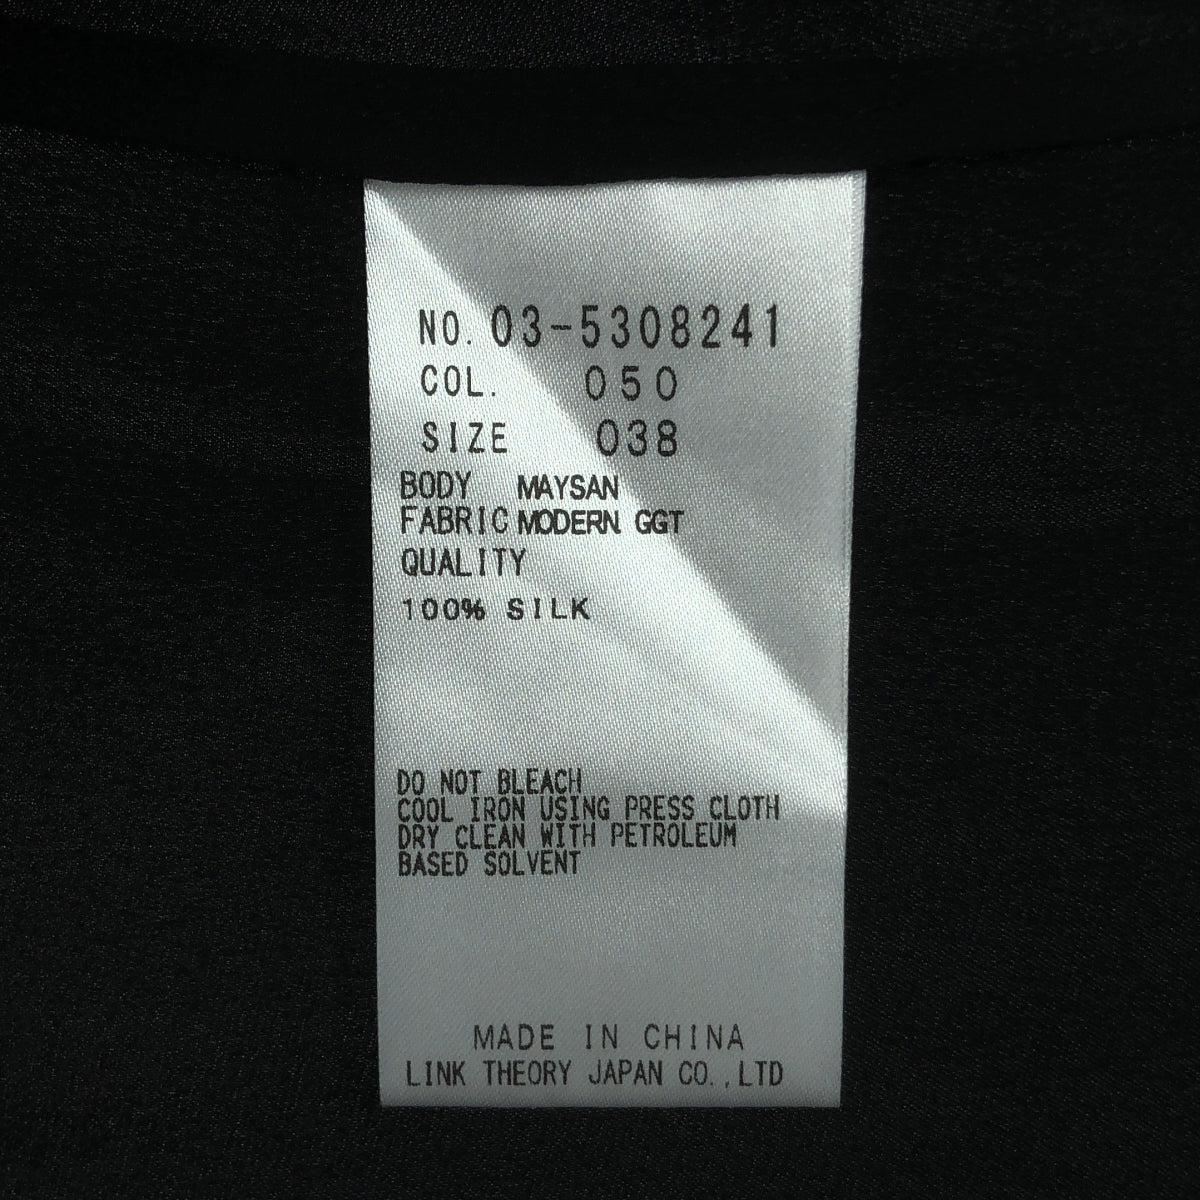 NO. 03-5308241
COL. 050
SIZE 038
BODY MAYSAN
FABRIC MODERN GGT
QUALITY
100% SILK
DO NOT BLEACH
COOL IRON USING PRESS CLOTH
DRY CLEAN WITH PETROLEUM
BASED SOLVENT
MADE IN CHINA
LINK THEORY JAPAN CO.,LTD